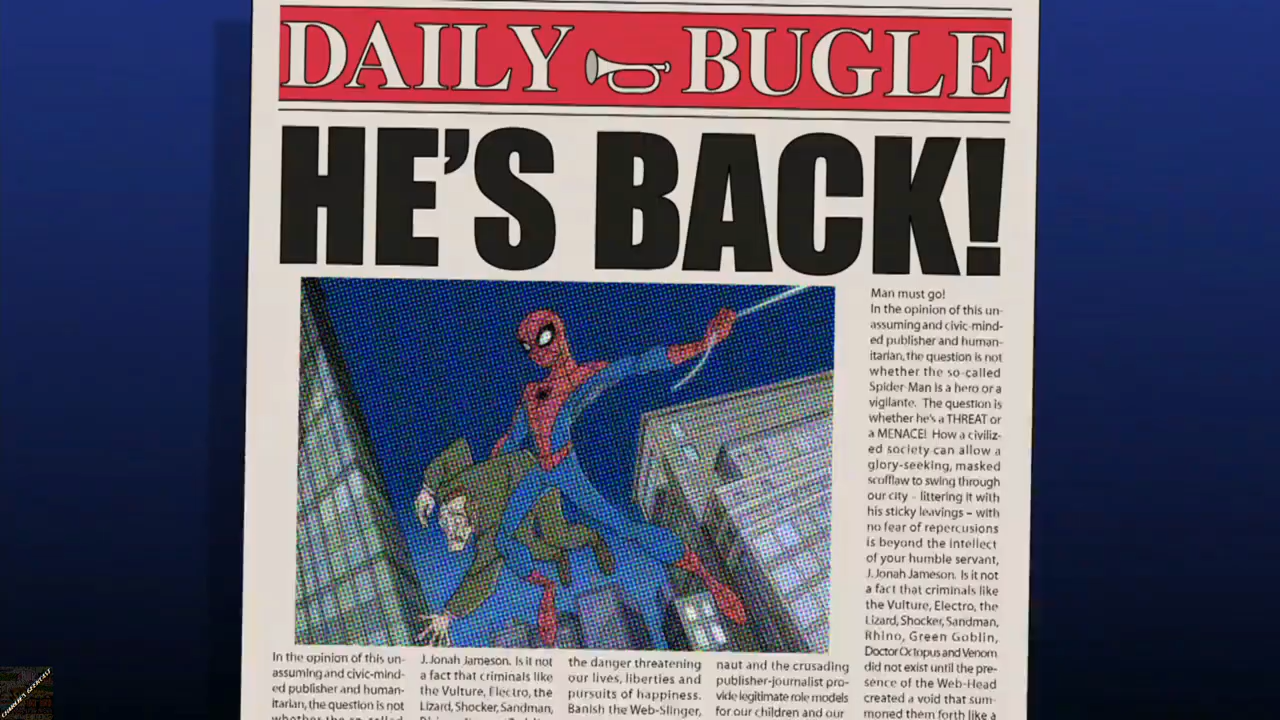 DAILY BUGLE
HE'S BACK!
In the opinion of this un-
assuming and civic-mind-
ed publisher and human-
itarian, the question is not
whether the so-called
J. Jonah Jameson. Is it not
a fact that criminals like
the Vulture, Electro, the
Lizard, Shocker, Sandman,
the danger threatening
our lives, liberties and
pursuits of happiness.
Banish the Web-Slinger,
naut and the crusading
publisher-journalist pro-
vide legitimate role models
for our children and our
Man must go!
In the opinion of this un-
assuming and civic-mind-
ed publisher and human-
itarian, the question is not
whether the so-called
Spider-Man is a hero or a
vigilante. The question is
whether he's a THREAT or
a MENACE! How a civiliz-
ed society can allow a
glory-seeking, masked
scofflaw to swing through
our city - littering it with
his sticky leavings – with
no fear of repercusions
is beyond the intellect
of your humble servant,
J. Jonah Jameson. Is it not
a fact that criminals like
the Vulture, Electro, the
Lizard, Shocker, Sandman,
Rhino, Green Goblin,
Doctor Octopus and Venom
did not exist until the pre-
sence of the Web-Head
created a void that sum-
moned them forth like a